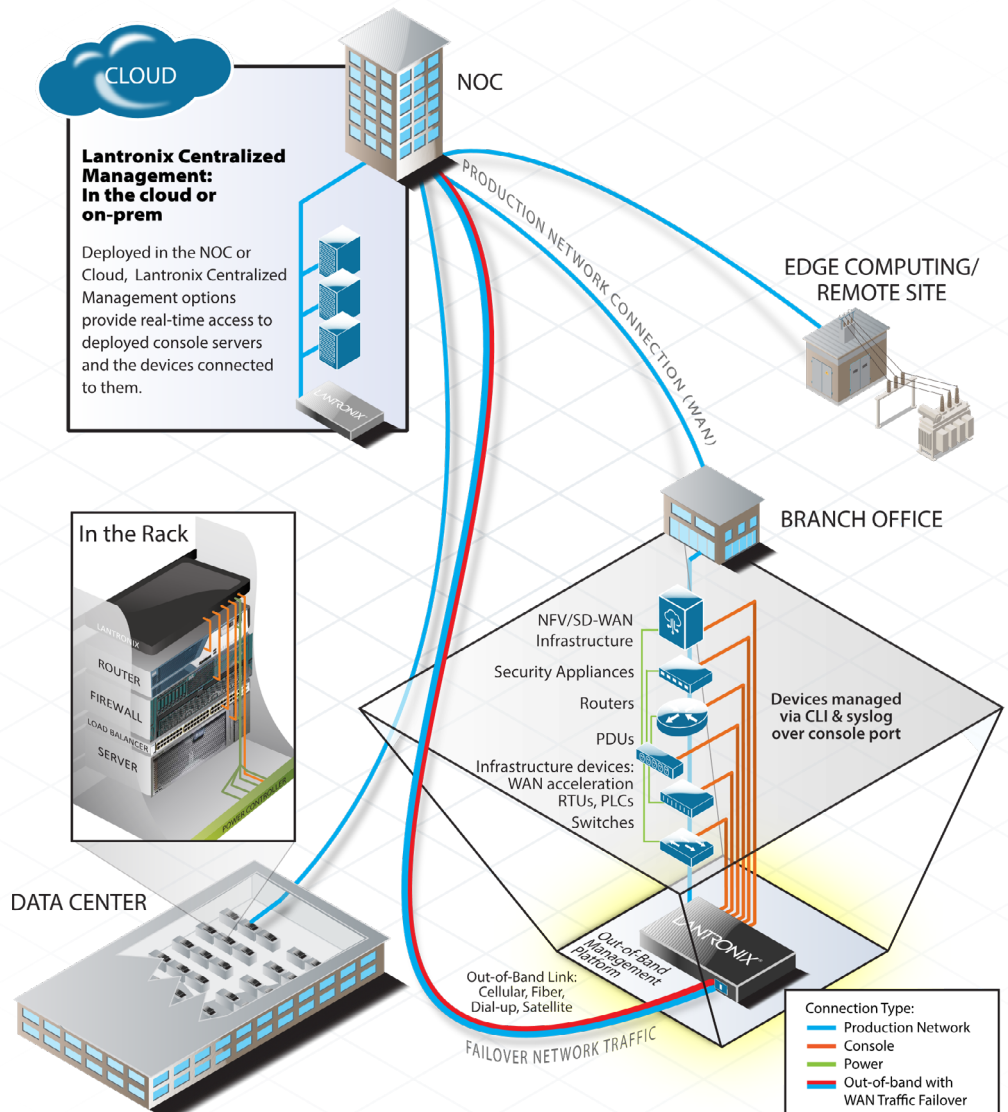 CLOUD
NOC
Lantronix Centralized
Management:
In the cloud or
on-prem
Deployed in the NOC or
Cloud, Lantronix Centralized
Management options
provide real-time access to
deployed console servers
and the devices connected
to them.
LANTRONIX
PRODUCTION NETWORK CONNECTION (WAN)
EDGE COMPUTING/
REMOTE SITE
BRANCH OFFICE
In the Rack
LANTRONIX
ROUTER
FIREWALL
LOAD BALANCER
SERVER
POWER CONTROLLER
NFV/SD-WAN
Infrastructure
Security Appliances
Routers
PDUs
Infrastructure devices:
WAN acceleration
RTUs, PLCs
Switches
Devices managed
via CLI & syslog
over console port
DATA CENTER
LANTRONIX
Out-of-Band
Management
Platform
Out-of-Band Link:
Cellular, Fiber,
Dial-up, Satellite
FAILOVER NETWORK TRAFFIC
Connection Type:
Production Network
Console
Power
Out-of-band with
WAN Traffic Failover